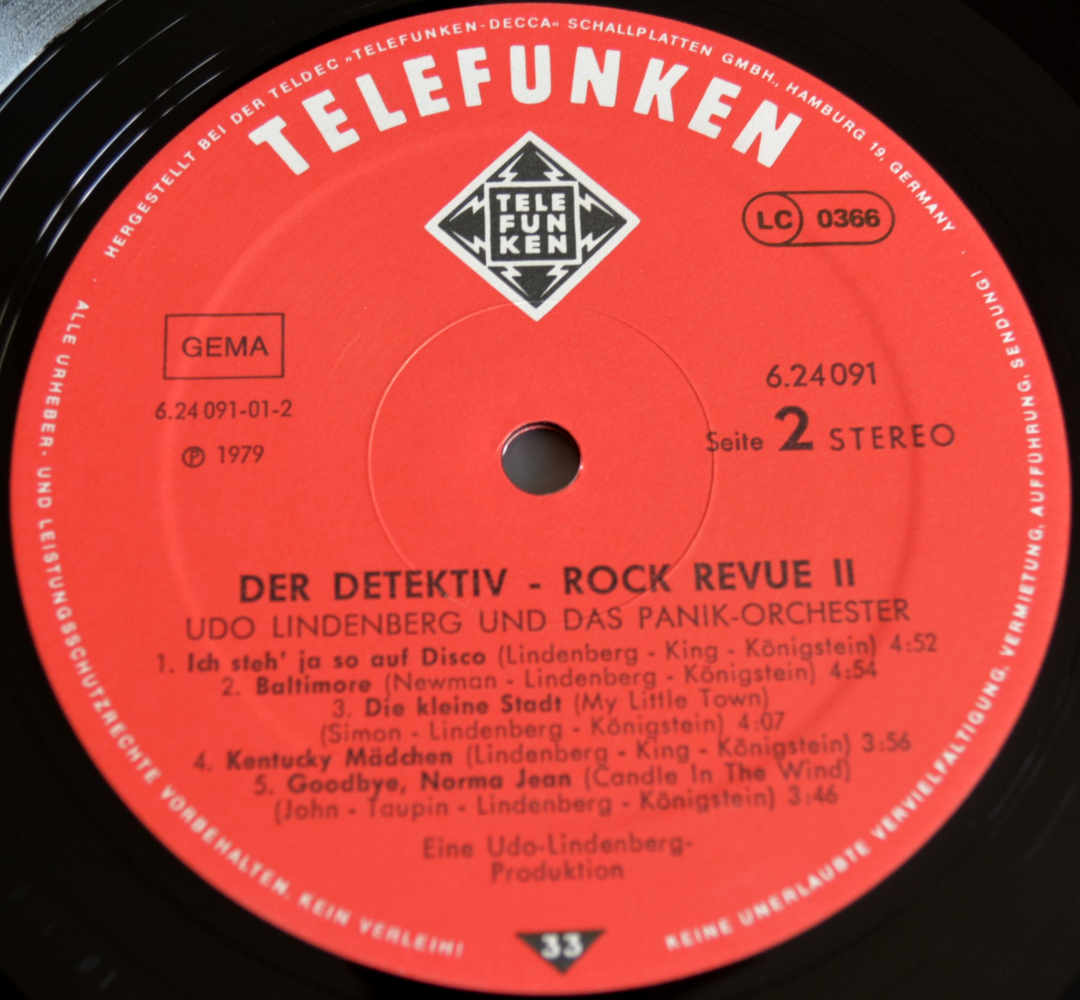 HERGESTELLT BEI DER TELDEC „TELEFUNKEN-DECCA“ SCHALLPLATTEN GMBH., HAMBURG 19, GERMANY
TELEFUNKEN
TELE
FUN
KEN
LC 0366
GEMA
6.24091
6.24 091-01-2
Seite 2 STEREO
℗ 1979
DER DETEKTIV - ROCK REVUE II
UDO LINDENBERG UND DAS PANIK-ORCHESTER
1. Ich steh' ja so auf Disco (Lindenberg - King - Königstein) 4:52
2. Baltimore (Newman - Lindenberg - Königstein) 4:54
3. Die kleine Stadt (My Little Town)
(Simon - Lindenberg - Königstein) 4:07
4. Kentucky Mädchen (Lindenberg - King - Königstein) 3:56
5. Goodbye, Norma Jean (Candle In The Wind)
(John - Taupin - Lindenberg - Königstein) 3:46
Eine Udo-Lindenberg-
Produktion
33
ALLE URHEBER- UND LEISTUNGSSCHUTZRECHTE VORBEHALTEN. KEIN VERLEIH!
KEINE UNERLAUBTE VERVIELFALTIGUNG, VERMIETUNG, AUFFÜHRUNG, SENDUNG!